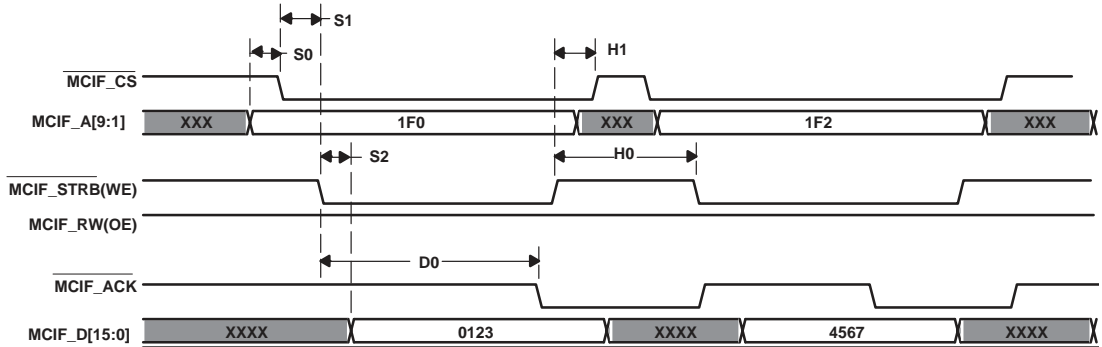 S1
S0
H1
MCIF_CS
MCIF_A[9:1] XXX 1F0 XXX 1F2 XXX
S2
H0
MCIF_STRB(WE)
MCIF_RW(OE)
D0
MCIF_ACK
MCIF_D[15:0] XXXX 0123 XXXX 4567 XXXX